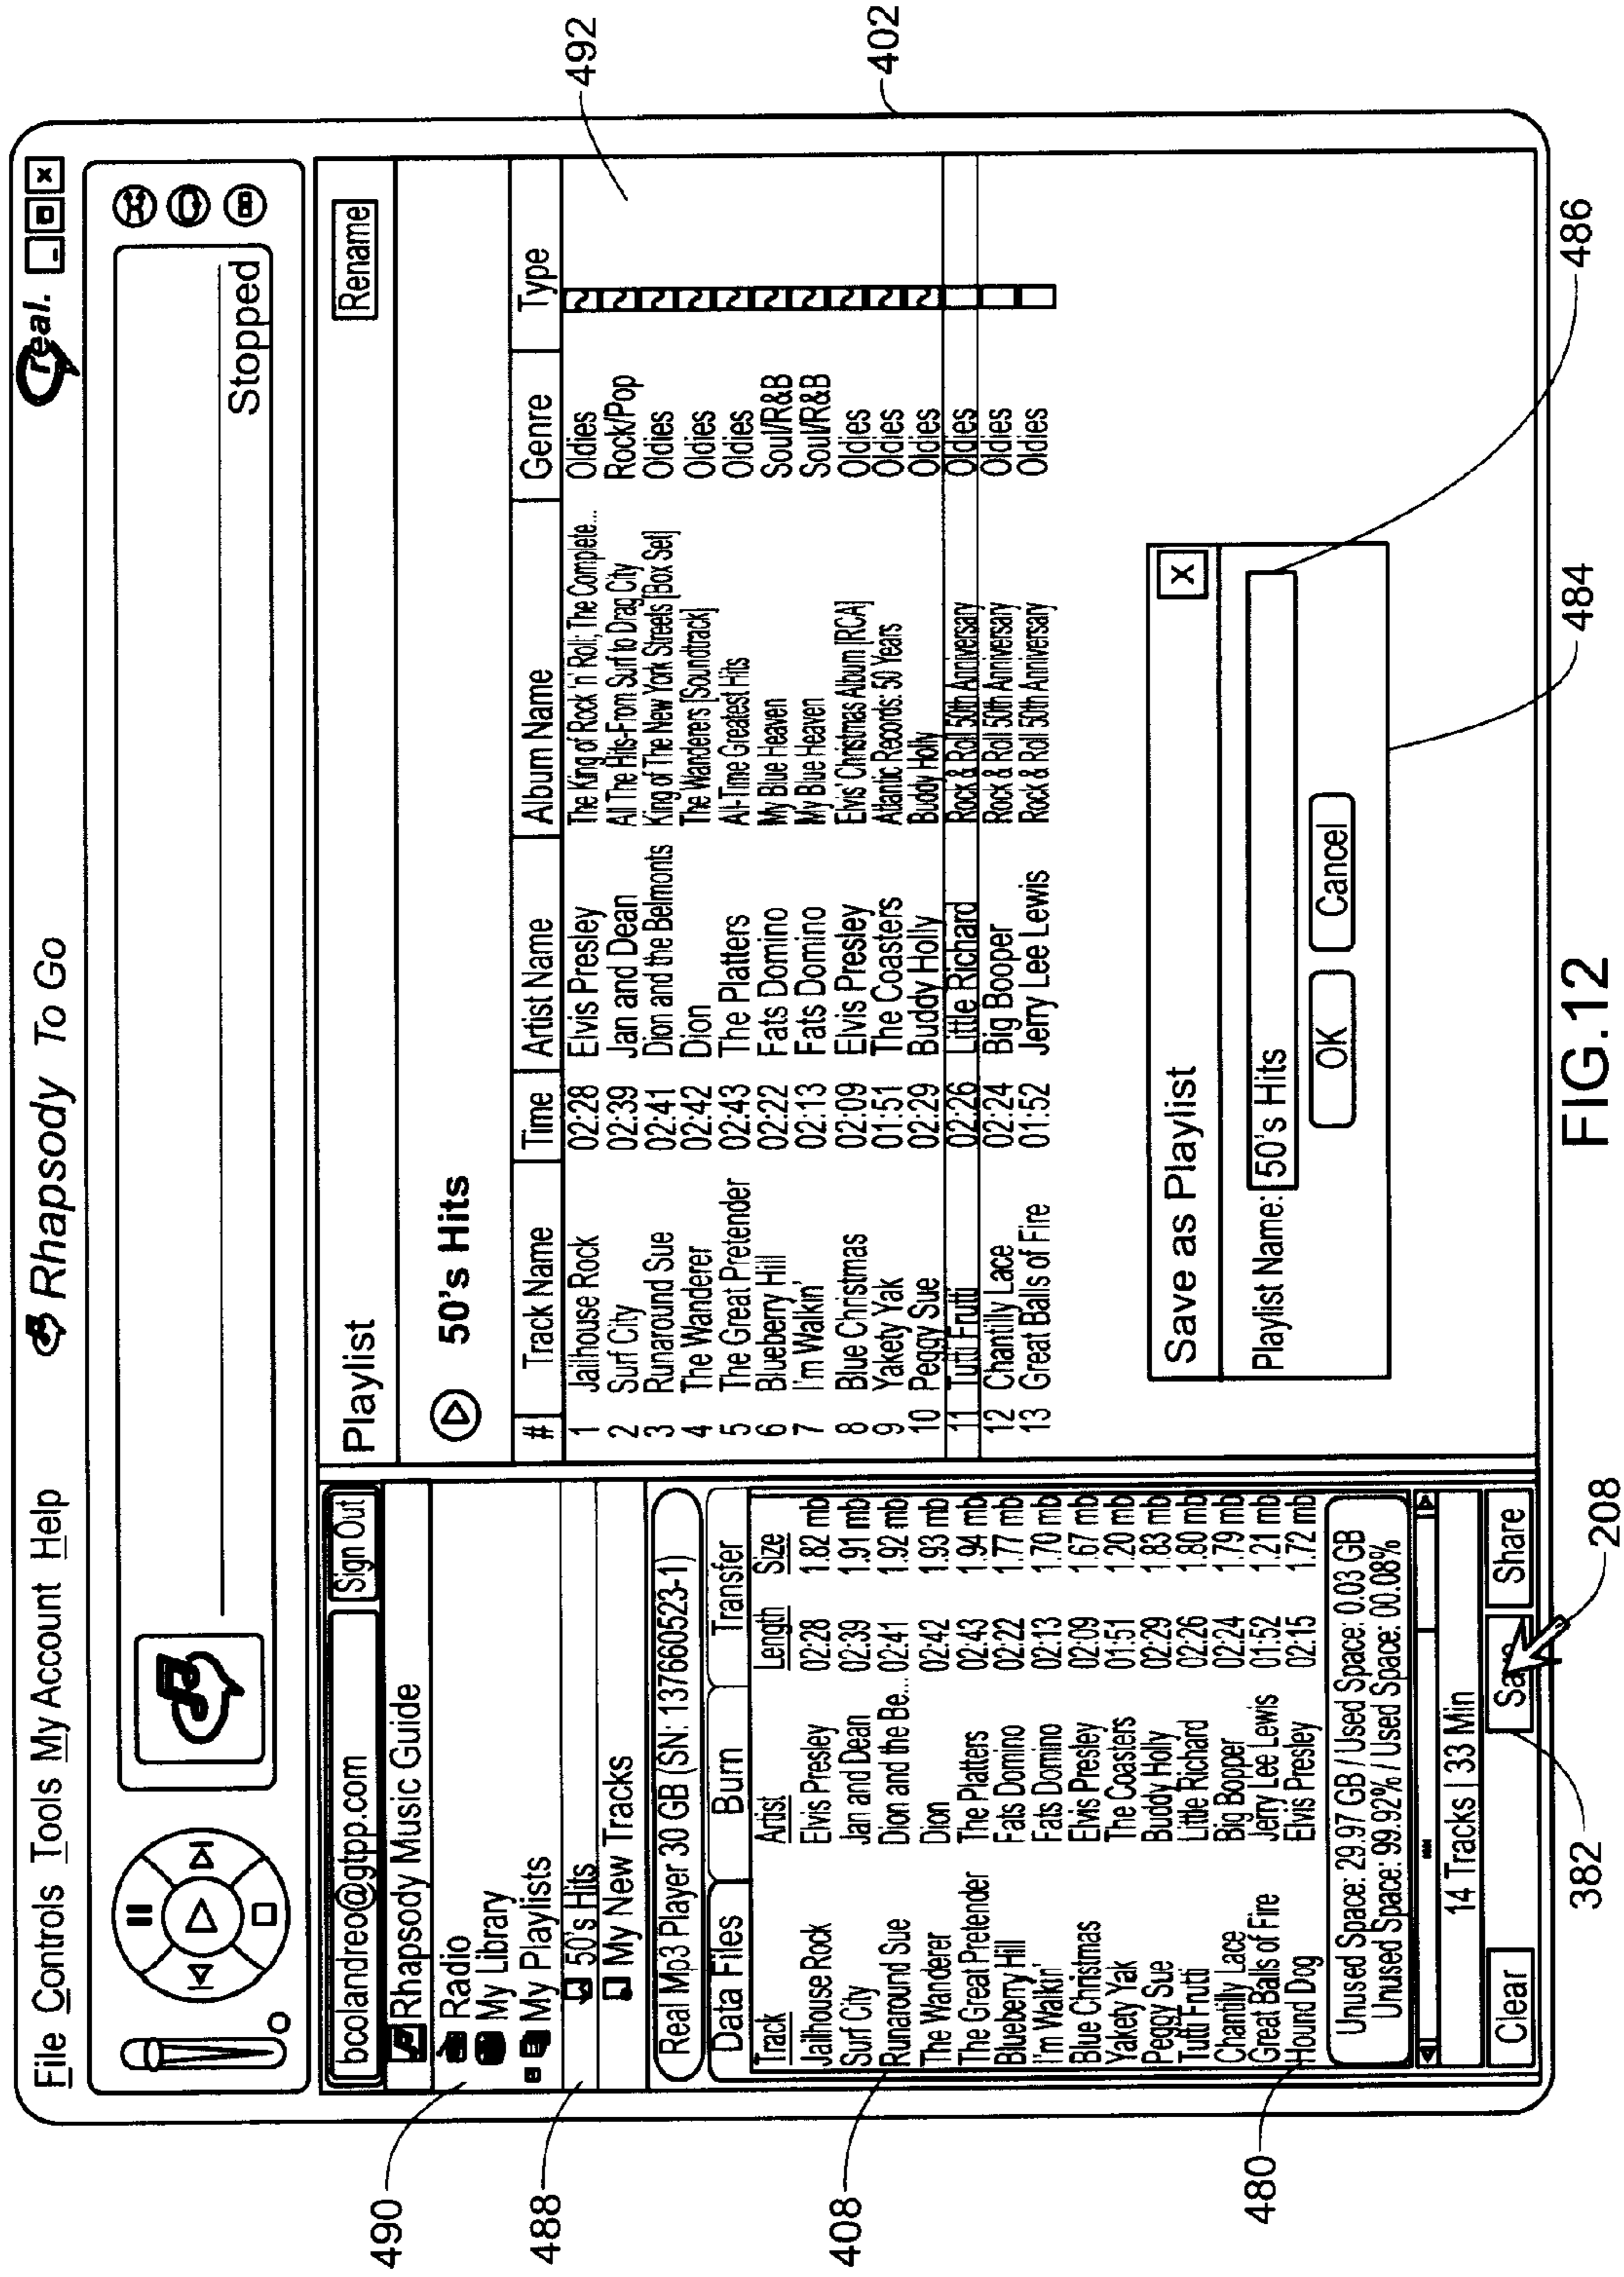 File Controls Tools My Account Help
Rhapsody To Go
real.
Stopped
bcolandreo@gtpp.com
Sign Out
Rhapsody Music Guide
Radio
My Library
My Playlists
50's Hits
My New Tracks
Real Mp3 Player 30 GB (SN: 137660523-1)
Data Files Burn Transfer
Track Artist Length Size
Jailhouse Rock Elvis Presley 02:28 1.82 mb
Surf City Jan and Dean 02:39 1.91 mb
Runaround Sue Dion and the Be... 02:41 1.92 mb
The Wanderer Dion 02:42 1.93 mb
The Great Pretender The Platters 02:43 1.94 mb
Blueberry Hill Fats Domino 02:22 1.77 mb
I'm Walkin' Fats Domino 02:13 1.70 mb
Blue Christmas Elvis Presley 02:09 1.67 mb
Yakety Yak The Coasters 01:51 1.20 mb
Peggy Sue Buddy Holly 02:29 1.83 mb
Tutti Frutti Little Richard 02:26 1.80 mb
Chantilly Lace Big Bopper 02:24 1.79 mb
Great Balls of Fire Jerry Lee Lewis 01:52 1.21 mb
Hound Dog Elvis Presley 02:15 1.72 mb
Unused Space: 29.97 GB / Used Space: 0.03 GB
Unused Space: 99.92% / Used Space: 00.08%
14 Tracks | 33 Min
Clear Save Share
Playlist
Rename
50's Hits
# Track Name Time Artist Name Album Name Genre Type
1 Jailhouse Rock 02:28 Elvis Presley The King of Rock 'n' Roll; The Complete... Oldies
2 Surf City 02:39 Jan and Dean All The Hits-From Surf to Drag City Rock/Pop
3 Runaround Sue 02:41 Dion and the Belmonts King of The New York Streets [Box Set] Oldies
4 The Wanderer 02:42 Dion The Wanderers [Soundtrack] Oldies
5 The Great Pretender 02:43 The Platters All-Time Greatest Hits Oldies
6 Blueberry Hill 02:22 Fats Domino My Blue Heaven Soul/R&B
7 I'm Walkin' 02:13 Fats Domino My Blue Heaven Soul/R&B
8 Blue Christmas 02:09 Elvis Presley Elvis' Christmas Album [RCA] Oldies
9 Yakety Yak 01:51 The Coasters Atlantic Records: 50 Years Oldies
10 Peggy Sue 02:29 Buddy Holly Buddy Holly Oldies
11 Tutti Frutti 02:26 Little Richard Rock & Roll 50th Anniversary Oldies
12 Chantilly Lace 02:24 Big Booper Rock & Roll 50th Anniversary Oldies
13 Great Balls of Fire 01:52 Jerry Lee Lewis Rock & Roll 50th Anniversary Oldies
Save as Playlist
X
Playlist Name: 50's Hits
OK Cancel
490
488
408
480
382
208
484
486
402
492
FIG.12